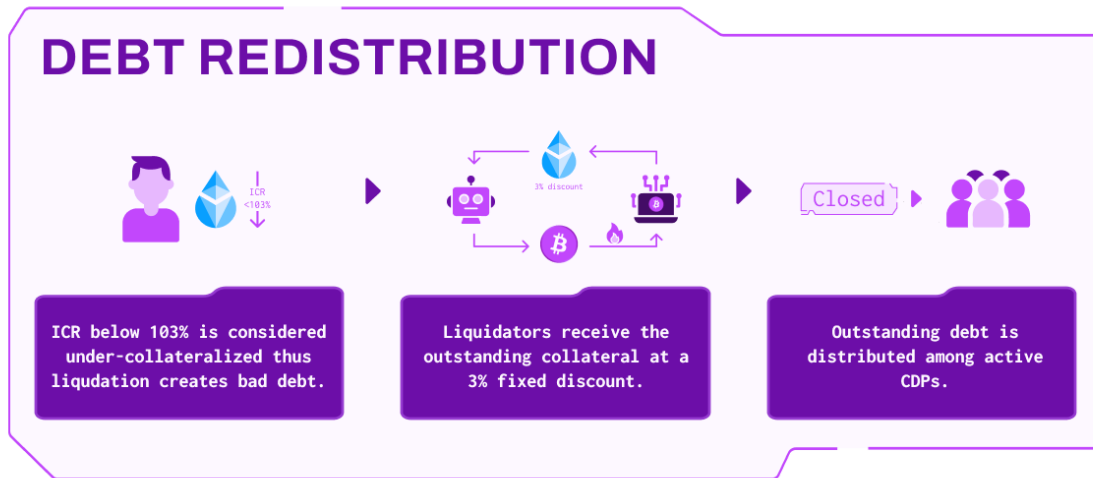 DEBT REDISTRIBUTION
ICR
<103%
3% discount
Closed
ICR below 103% is considered
under-collateralized thus
liqudation creates bad debt.
Liquidators receive the
outstanding collateral at a
3% fixed discount.
Outstanding debt is
distributed among active
CDPs.